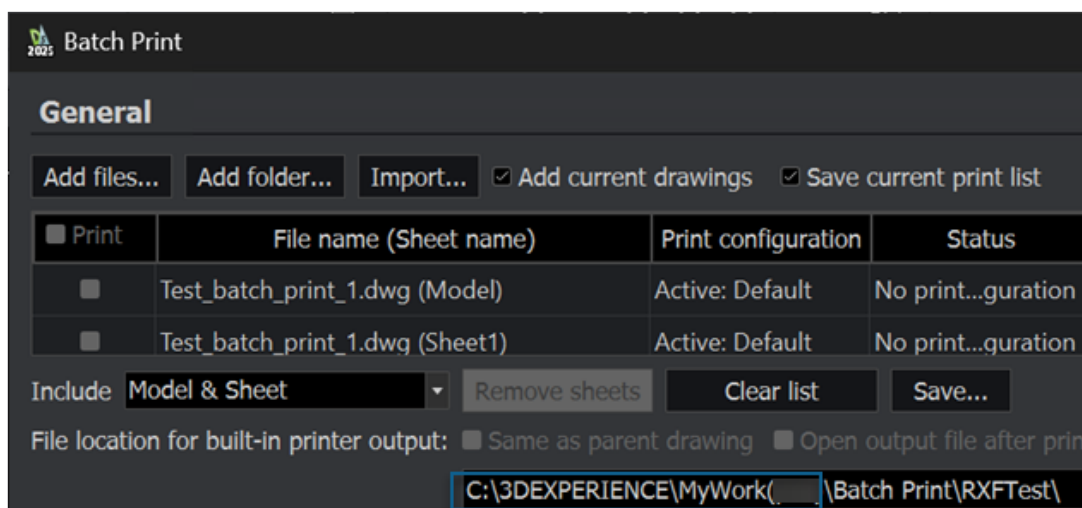 2025 Batch Print
General
Add files... Add folder... Import... Add current drawings Save current print list
Print File name (Sheet name) Print configuration Status
Test_batch_print_1.dwg (Model) Active: Default No print...guration
Test_batch_print_1.dwg (Sheet1) Active: Default No print...guration
Include Model & Sheet Remove sheets Clear list Save...
File location for built-in printer output: Same as parent drawing Open output file after prin
C:\3DEXPERIENCE\MyWork( \Batch Print\RXFTest\